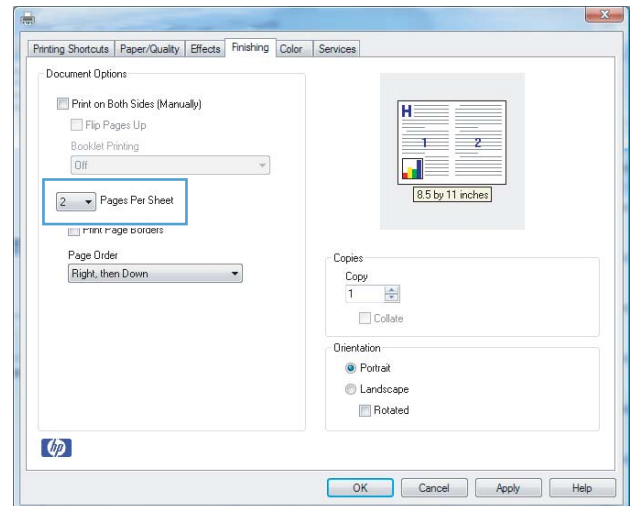 Printing Shortcuts Paper/Quality Effects Finishing Color Services
Document Options
Print on Both Sides (Manually)
Flip Pages Up
Booklet Printing
Off
2 Pages Per Sheet
Print Page Borders
Page Order
Right, then Down
H
1 2
8.5 by 11 inches
Copies
Copy
1
Collate
Orientation
Portrait
Landscape
Rotated
hp
OK Cancel Apply Help